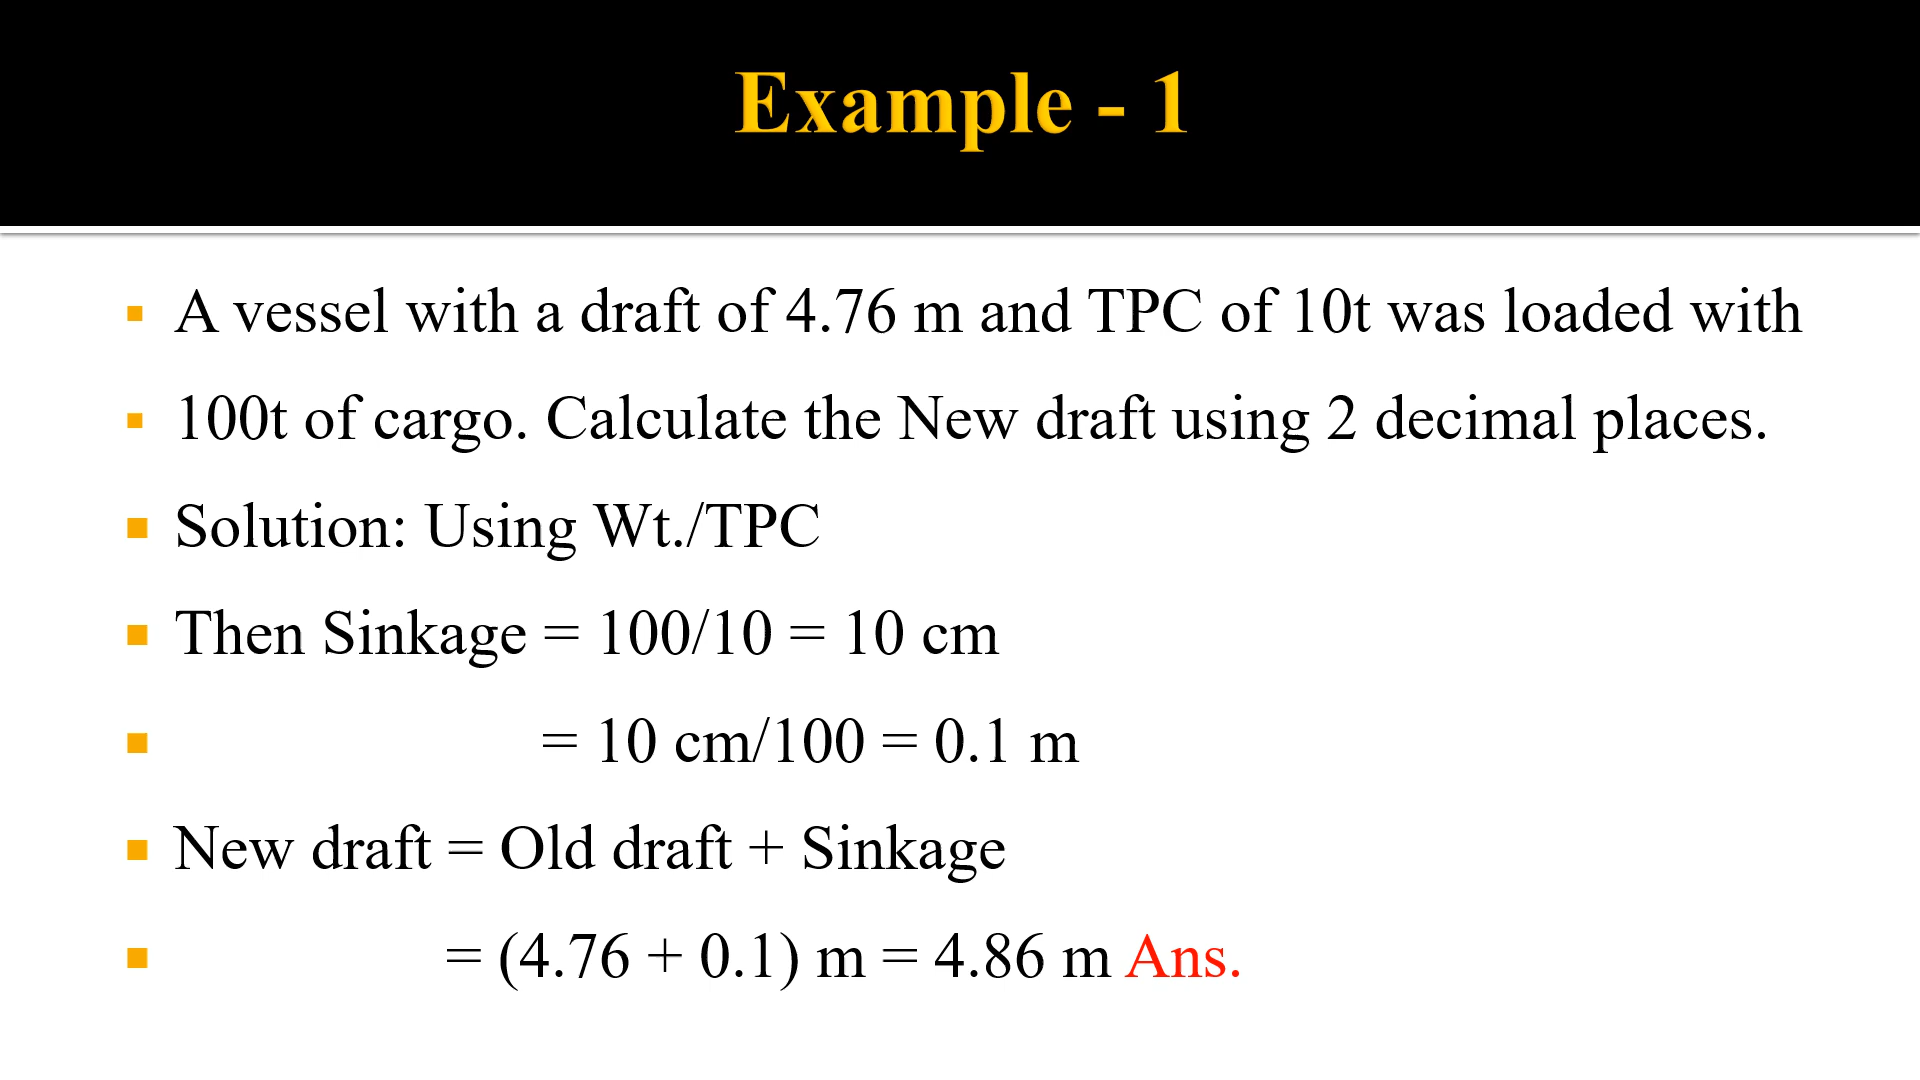 Example - 1
A vessel with a draft of 4.76 m and TPC of 10t was loaded with
100t of cargo. Calculate the New draft using 2 decimal places.
Solution: Using Wt./TPC
Then Sinkage = 100/10 = 10 cm
= 10 cm/100 = 0.1 m
New draft = Old draft + Sinkage
= (4.76 + 0.1) m = 4.86 m Ans.